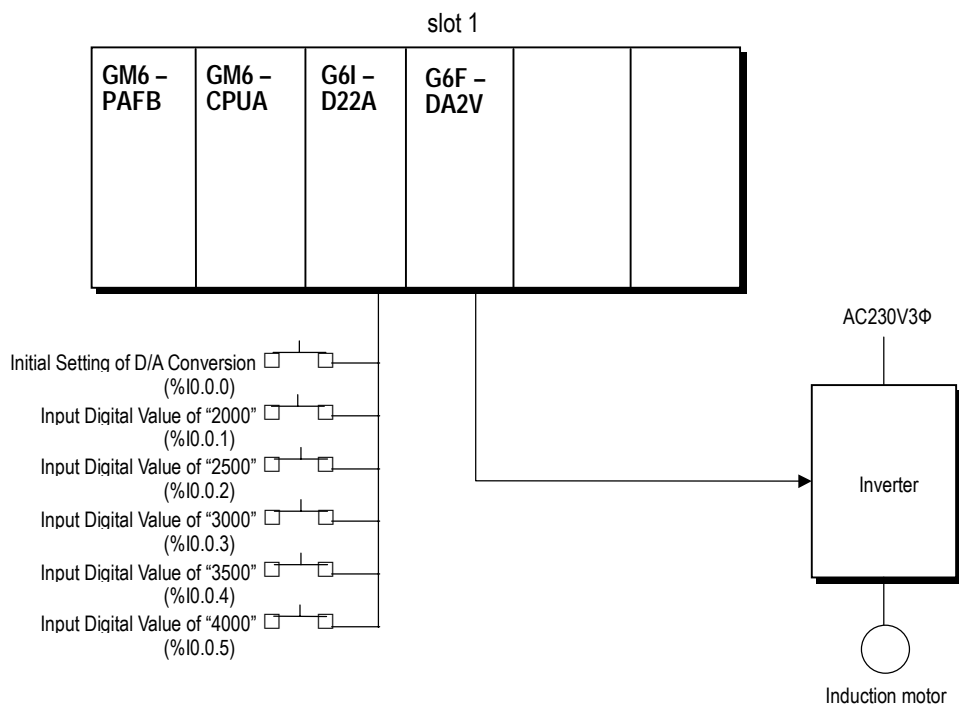 slot 1
GM6 –
PAFB
GM6 –
CPUA
G6I –
D22A
G6F –
DA2V
AC230V3Φ
Initial Setting of D/A Conversion
(%I0.0.0)
Input Digital Value of “2000”
(%I0.0.1)
Input Digital Value of “2500”
(%I0.0.2)
Input Digital Value of “3000”
(%I0.0.3)
Input Digital Value of “3500”
(%I0.0.4)
Input Digital Value of “4000”
(%I0.0.5)
Inverter
Induction motor